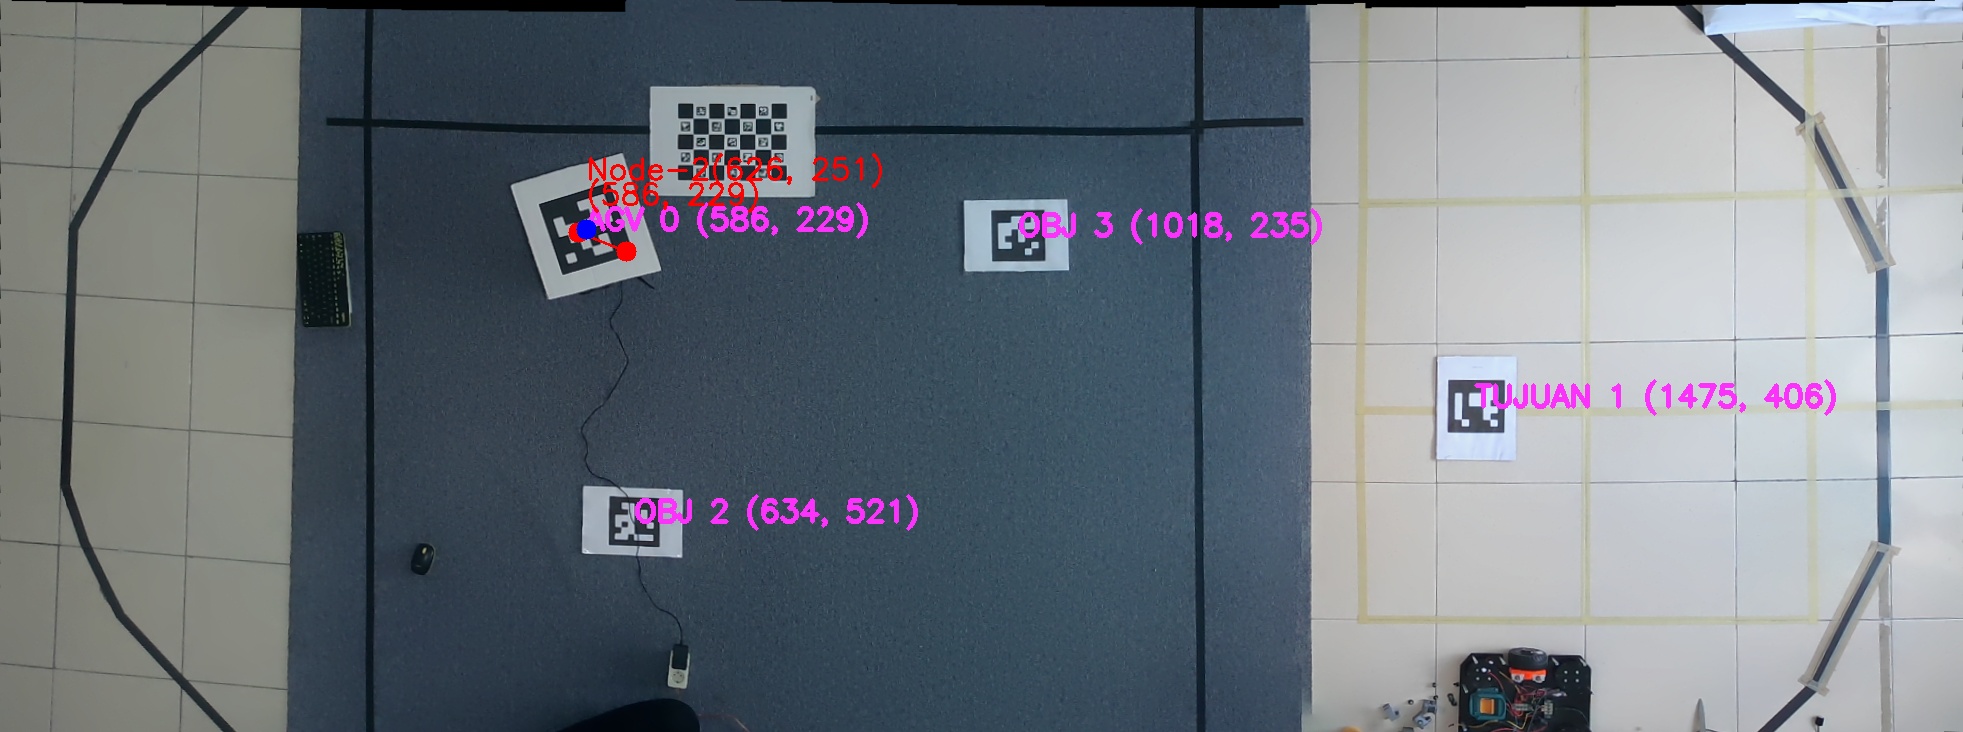 Node-2(626, 251)
(586, 229)
AGV 0 (586, 229)
OBJ 3 (1018, 235)
TUJUAN 1 (1475, 406)
OBJ 2 (634, 521)